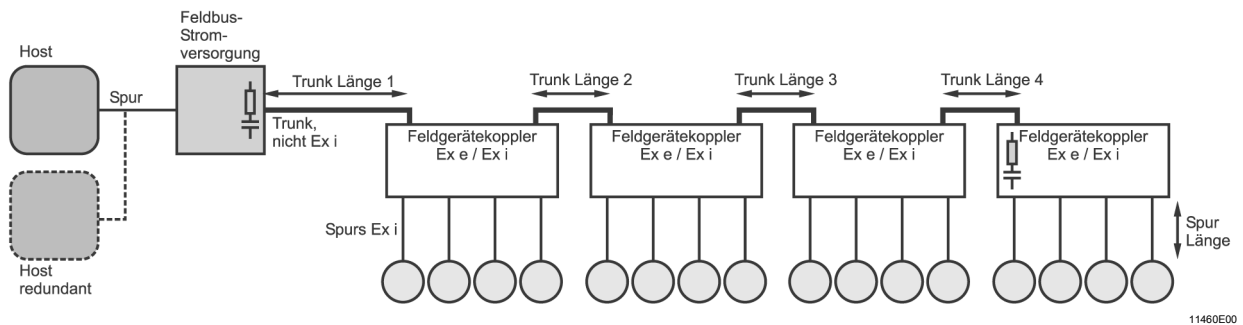 Host
Spur
Feldbus-
Strom-
versorgung
Trunk Länge 1
Trunk,
nicht Ex i
Trunk Länge 2
Trunk Länge 3
Trunk Länge 4
Feldgerätekoppler
Ex e / Ex i
Feldgerätekoppler
Ex e / Ex i
Feldgerätekoppler
Ex e / Ex i
Feldgerätekoppler
Ex e / Ex i
Spurs Ex i
Spur
Länge
Host
redundant
11460E00